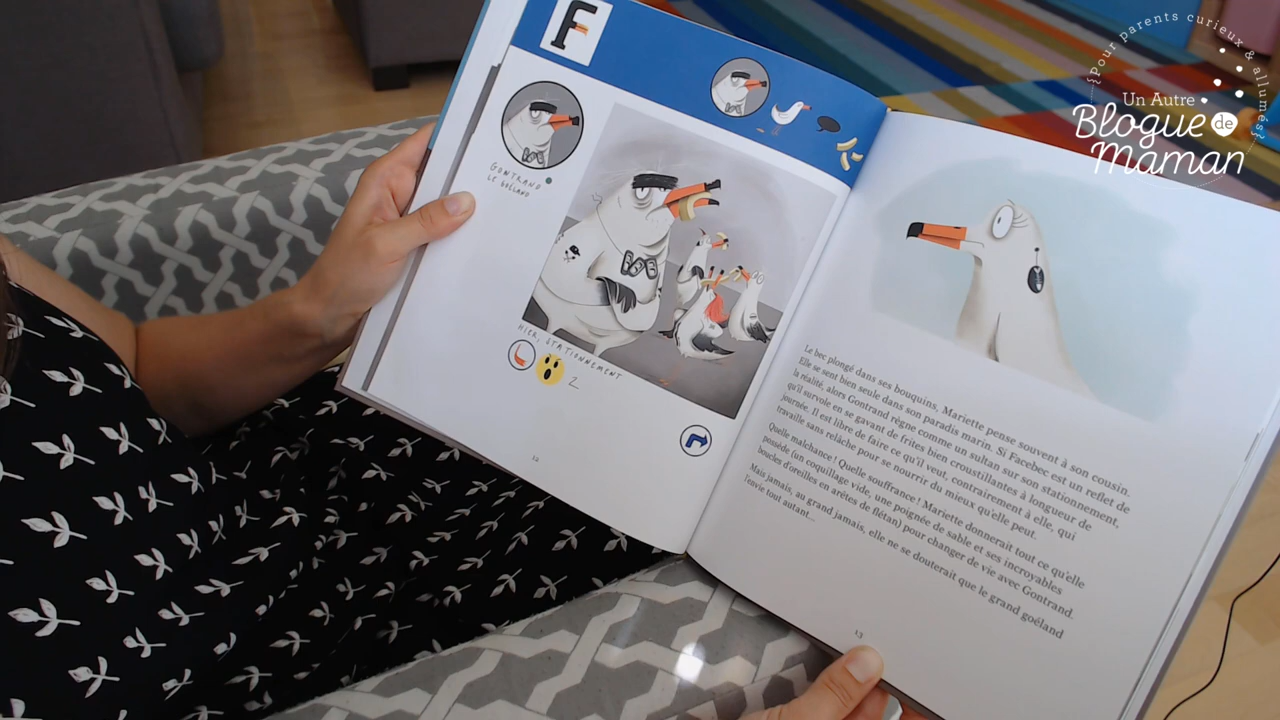 {Pour parents curieux & allumés}
Un Autre
Blogue de
Maman
F
GONTRAND
LE GOÉLAND
HIER, STATIONNEMENT
2
12
Le bec plongé dans ses bouquins, Mariette pense souvent à son cousin.
Elle se sent bien seule dans son paradis marin. Si Facebec est un reflet de
la réalité, alors Gontrand règne comme un sultan sur son stationnement,
qu'il survole en se gavant de frites bien croustillantes à longueur de
journée. Il est libre de faire ce qu'il veut, contrairement à elle, qui
travaille sans relâche pour se nourrir du mieux qu'elle peut.
Quelle malchance ! Quelle souffrance ! Mariette donnerait tout ce qu'elle
possède (un coquillage vide, une poignée de sable et ses incroyables
boucles d'oreilles en arêtes de flétan) pour changer de vie avec Gontrand.
Mais jamais, au grand jamais, elle ne se douterait que le grand goéland
l'envie tout autant...
13